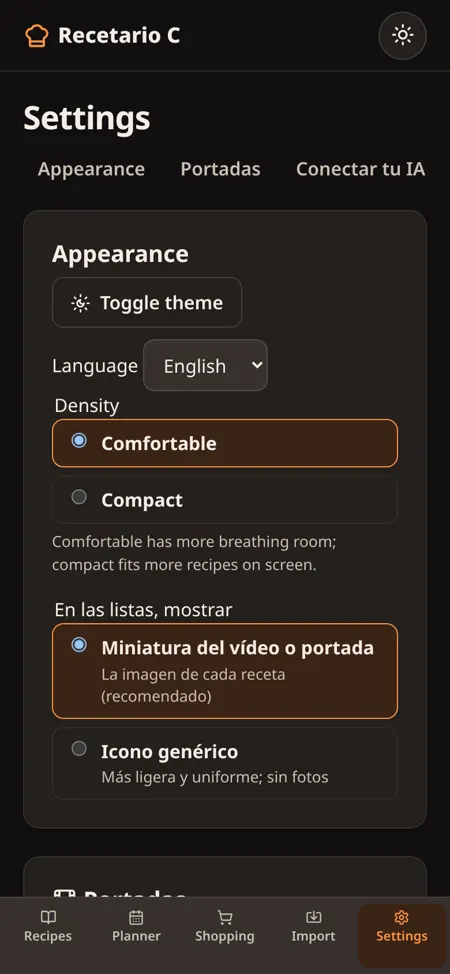 Recetario C
Settings
Appearance Portadas Conectar tu IA
Appearance
Toggle theme
Language English
Density
Comfortable
Compact
Comfortable has more breathing room;
compact fits more recipes on screen.
En las listas, mostrar
Miniatura del vídeo o portada
La imagen de cada receta
(recomendado)
Icono genérico
Más ligera y uniforme; sin fotos
Portadas
Recipes Planner Shopping Import Settings